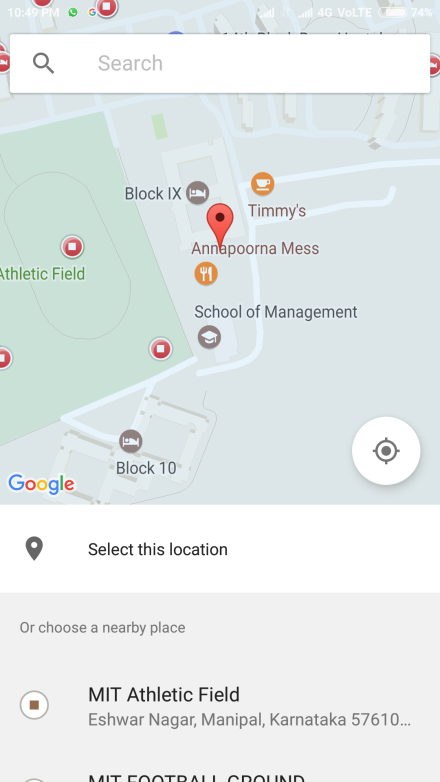 10:49 PM
4G VoLTE
74%
Search
Block IX
Timmy's
Annapoorna Mess
Athletic Field
School of Management
Block 10
Google
Select this location
Or choose a nearby place
MIT Athletic Field
Eshwar Nagar, Manipal, Karnataka 57610...
MIT FOOTBALL GROUND